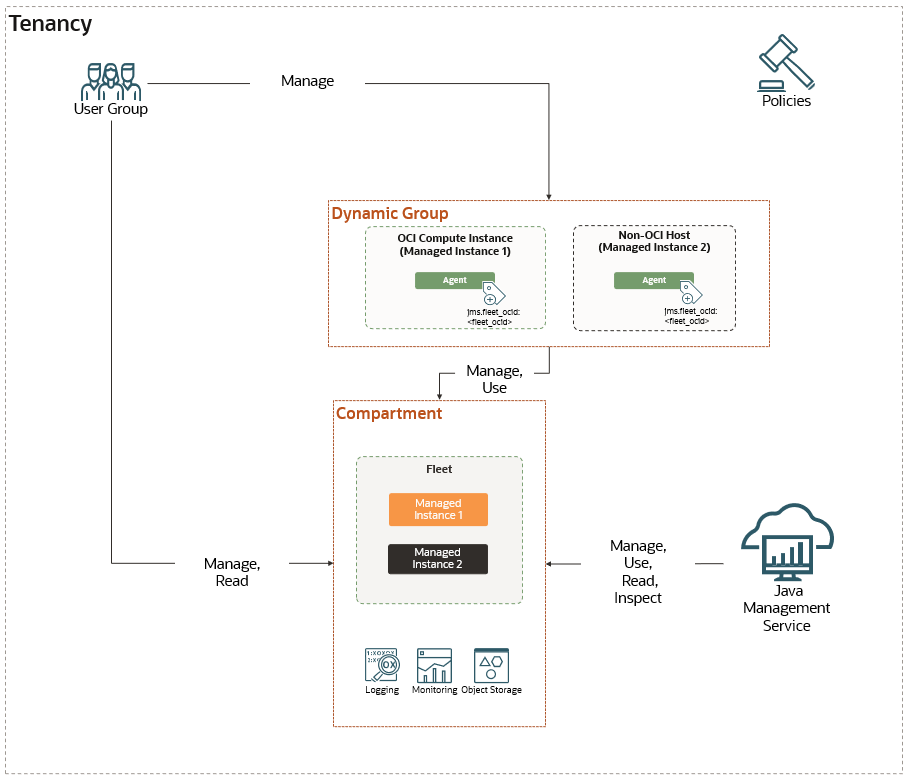 Tenancy
User Group
Manage
Policies
Dynamic Group
OCI Compute Instance
(Managed Instance 1)
Agent
jms.fleet_ocid:
<fleet_ocid>
Non-OCI Host
(Managed Instance 2)
Agent
jms.fleet_ocid:
<fleet_ocid>
Manage,
Use
Compartment
Fleet
Managed
Instance 1
Managed
Instance 2
Manage,
Read
Manage,
Use,
Read,
Inspect
Java
Management
Service
1:XOXOX
2:XO
OX
Logging
Monitoring
Object Storage